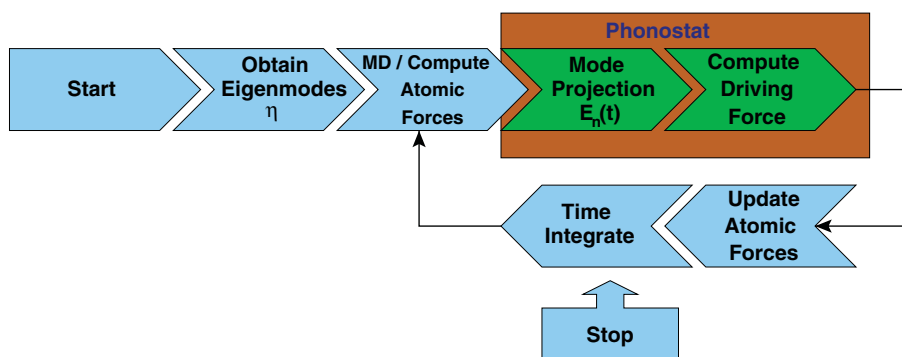 Phonostat
Start
Obtain
Eigenmodes
η
MD / Compute
Atomic
Forces
Mode
Projection
E_n(t)
Compute
Driving
Force
Time
Integrate
Update
Atomic
Forces
Stop